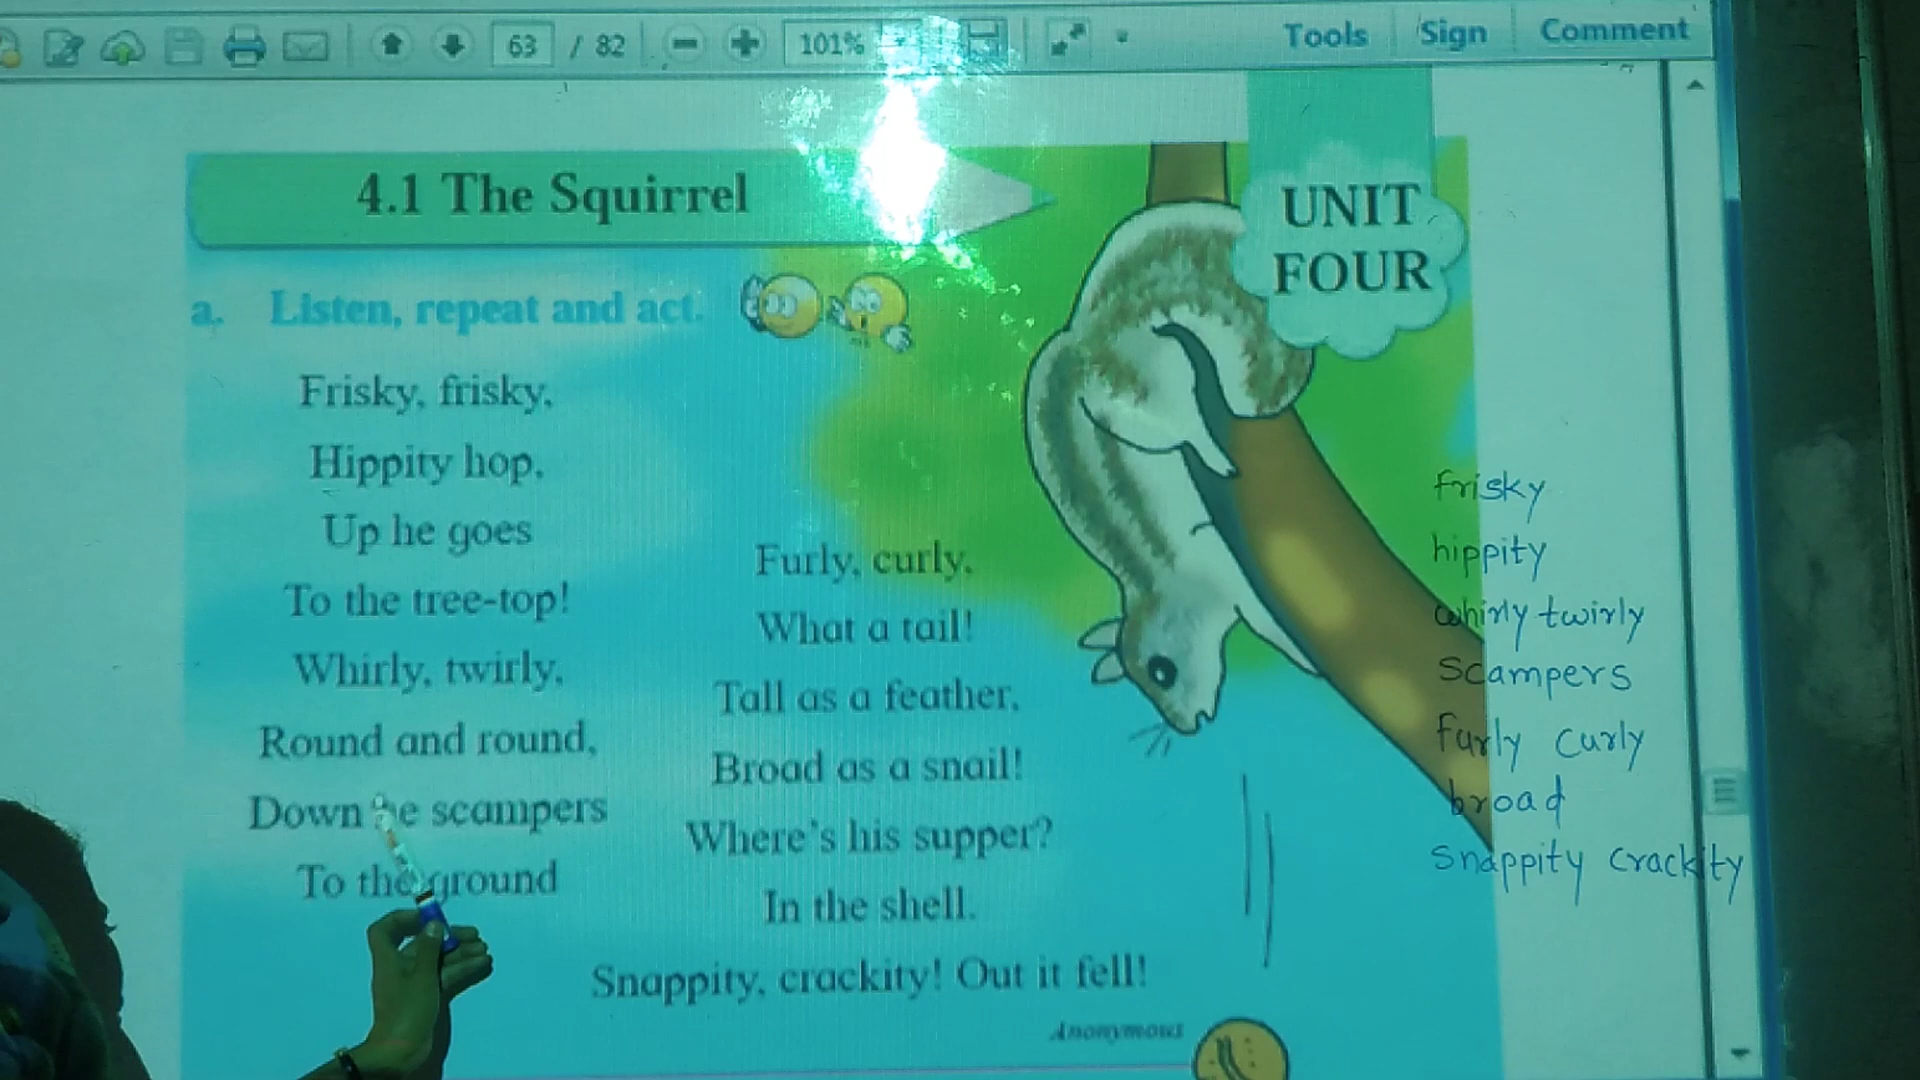 63 / 82 101% Tools Sign Comment
4.1 The Squirrel
UNIT
FOUR
a. Listen, repeat and act.
Frisky, frisky,
Hippity hop,
Up he goes
To the tree-top!
Whirly, twirly,
Round and round,
Down he scampers
To the ground
Furly, curly,
What a tail!
Tall as a feather,
Broad as a snail!
Where's his supper?
In the shell.
Snappity, crackity! Out it fell!
Anonymous
frisky
hippity
whirly twirly
Scampers
furly curly
broad
Snappity crackity